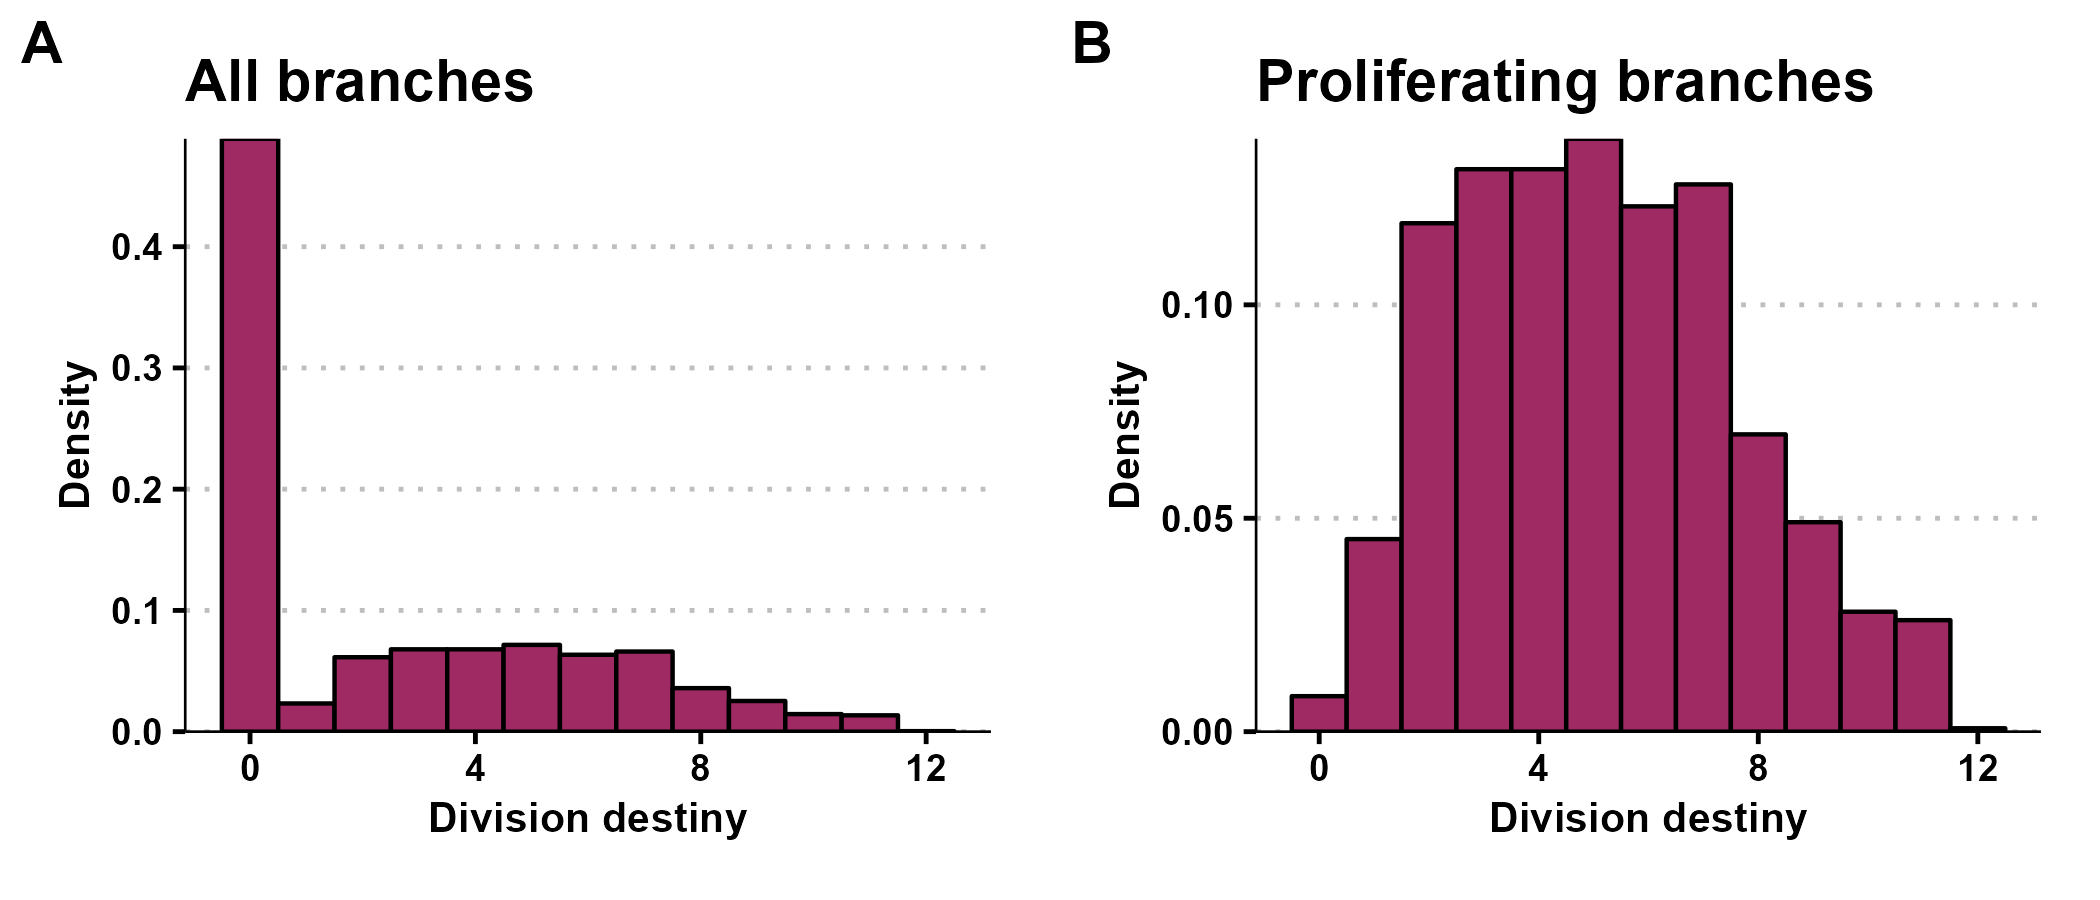 A
All branches
0.4
0.3
0.2
0.1
0.0
Density
0 4 8 12
Division destiny
B
Proliferating branches
0.10
0.05
0.00
Density
0 4 8 12
Division destiny